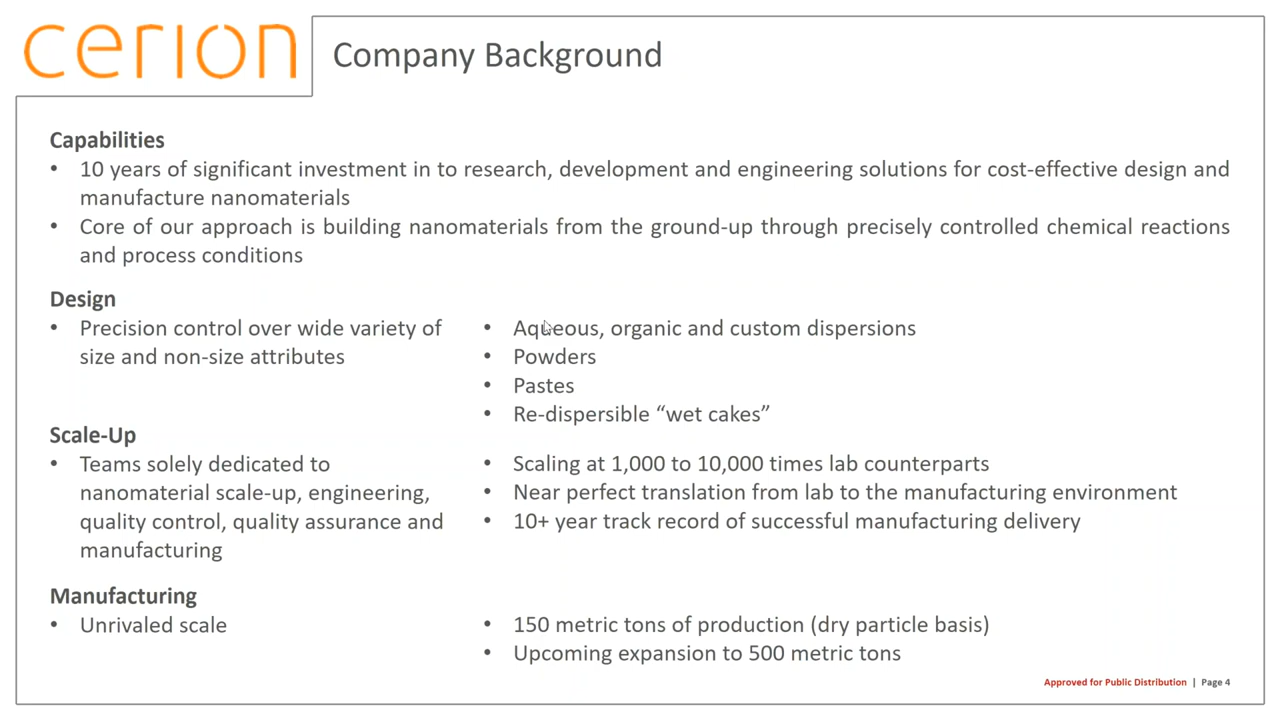 cerion
Company Background
Capabilities
• 10 years of significant investment in to research, development and engineering solutions for cost-effective design and
manufacture nanomaterials
• Core of our approach is building nanomaterials from the ground-up through precisely controlled chemical reactions
and process conditions
Design
• Precision control over wide variety of
size and non-size attributes
• Aqueous, organic and custom dispersions
• Powders
• Pastes
• Re-dispersible “wet cakes”
Scale-Up
• Teams solely dedicated to
nanomaterial scale-up, engineering,
quality control, quality assurance and
manufacturing
• Scaling at 1,000 to 10,000 times lab counterparts
• Near perfect translation from lab to the manufacturing environment
• 10+ year track record of successful manufacturing delivery
Manufacturing
• Unrivaled scale
• 150 metric tons of production (dry particle basis)
• Upcoming expansion to 500 metric tons
Approved for Public Distribution | Page 4